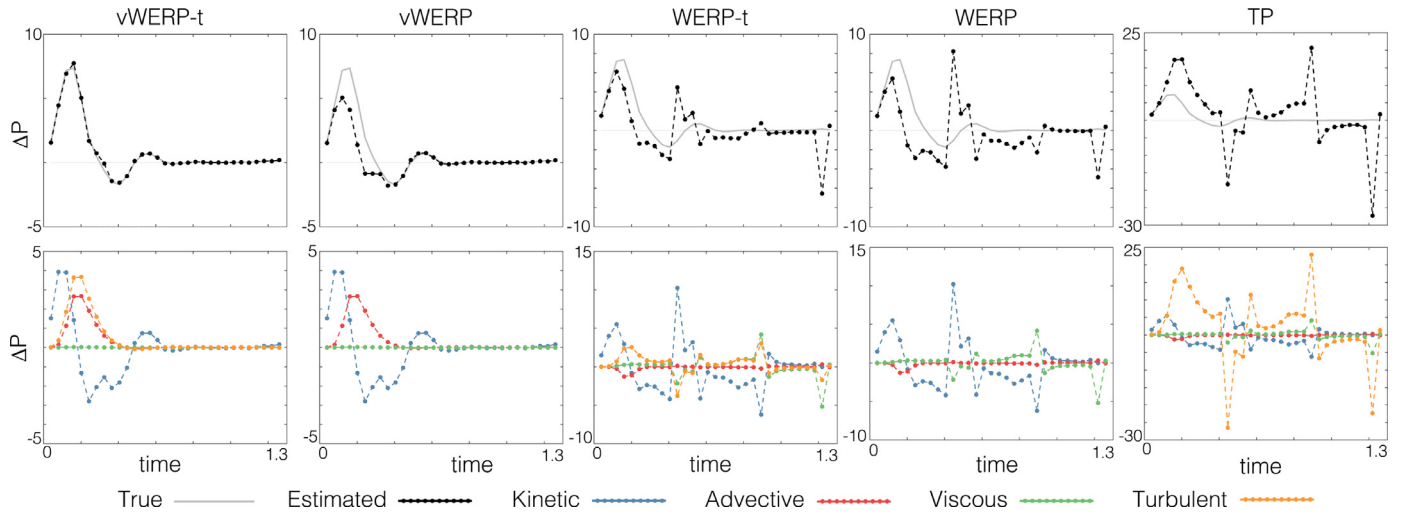 vWERP-t vWERP WERP-t WERP TP
10 10 10 10 25
ΔP
-5 -5 -10 -10 -30
5 5 15 15 25
ΔP
-5 -5 -10 -10 -30
0 1.3 0 1.3 0 1.3 0 1.3 0 1.3
time time time time time
True Estimated Kinetic Advective Viscous Turbulent